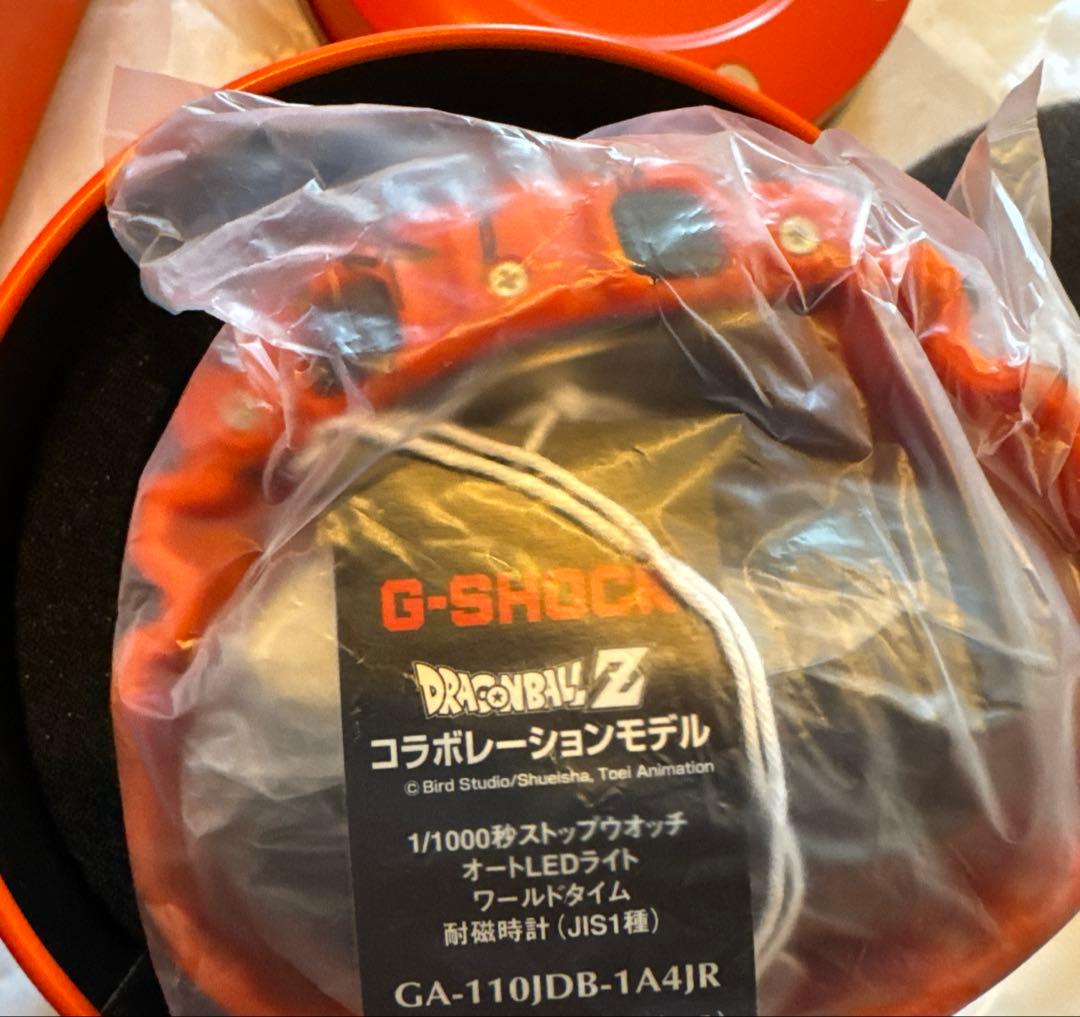 G-SHOCK
DRAGONBALL Z
コラボレーションモデル
© Bird Studio/Shueisha, Toei Animation
1/1000秒ストップウオッチ
オートLEDライト
ワールドタイム
耐磁時計(JIS1種)
GA-110JDB-1A4JR